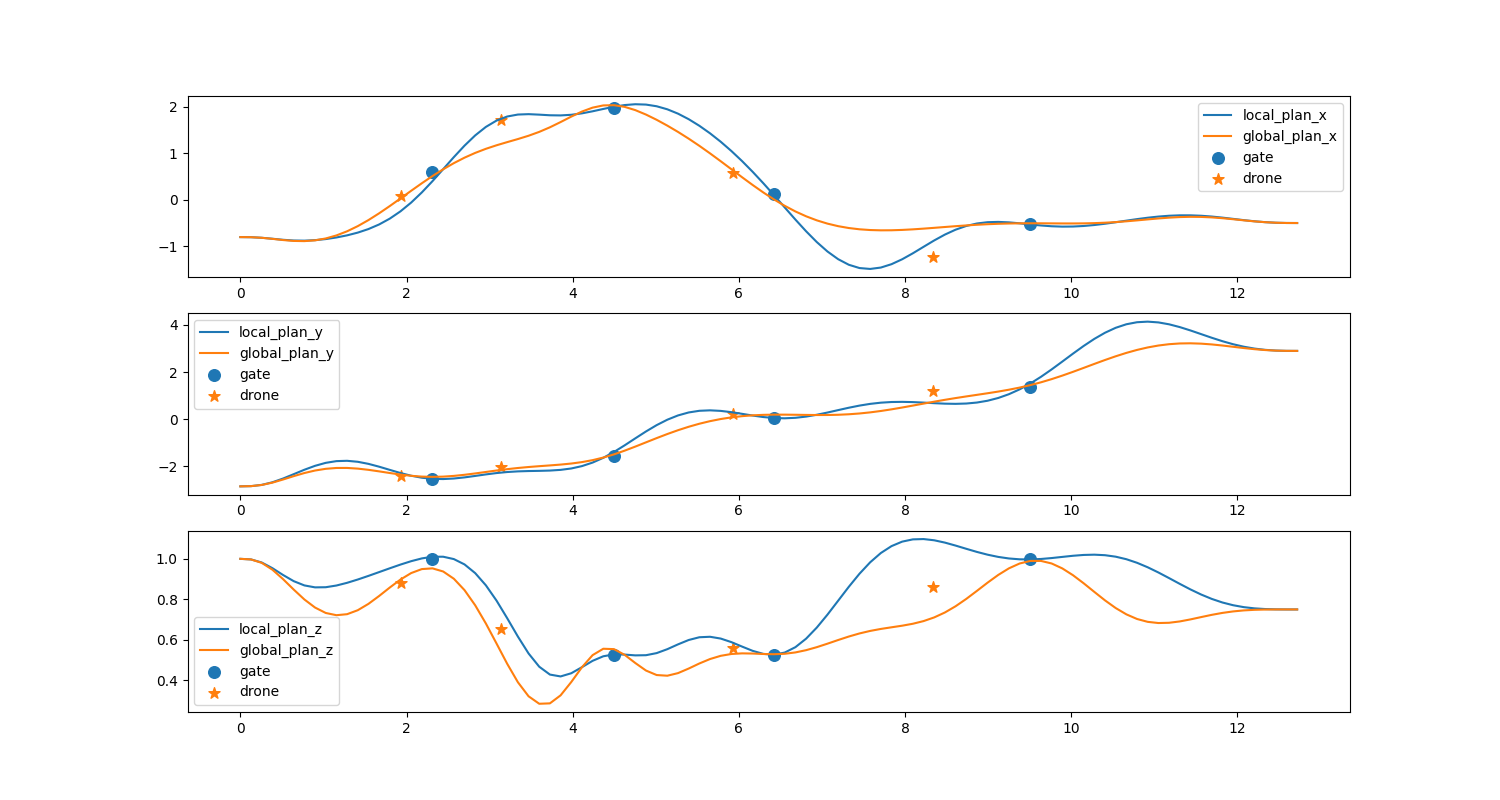 2
1
0
−1
local_plan_x
global_plan_x
gate
drone
0 2 4 6 8 10 12
4
2
0
−2
local_plan_y
global_plan_y
gate
drone
0 2 4 6 8 10 12
1.0
0.8
0.6
0.4
local_plan_z
global_plan_z
gate
drone
0 2 4 6 8 10 12